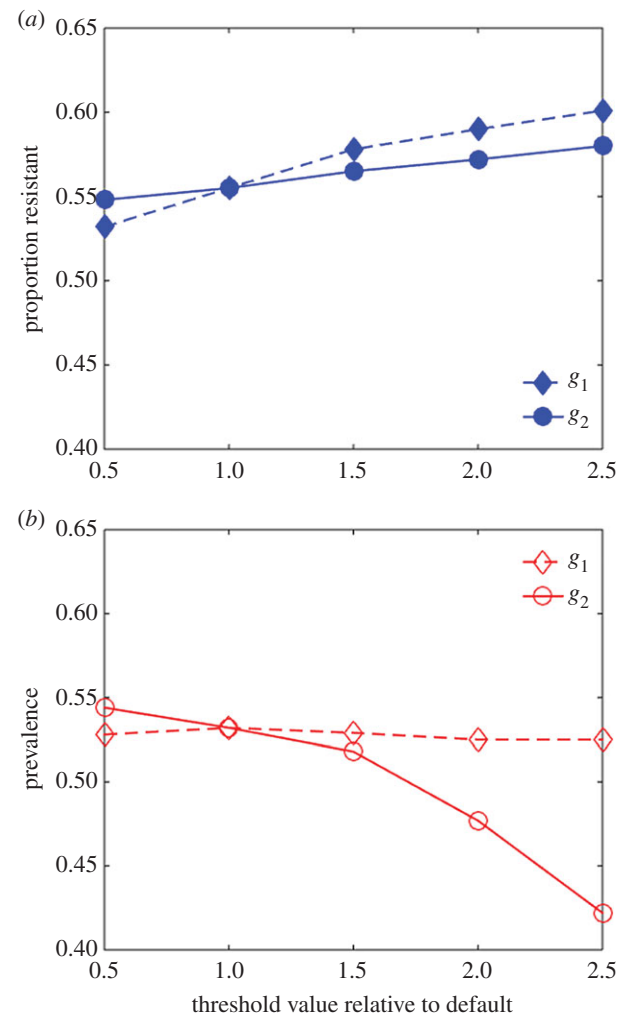 (a)
0.65
0.60
0.55
0.50
0.45
0.40
proportion resistant
g1
g2
0.5 1.0 1.5 2.0 2.5
(b)
0.65
0.60
0.55
0.50
0.45
0.40
prevalence
g1
g2
0.5 1.0 1.5 2.0 2.5
threshold value relative to default